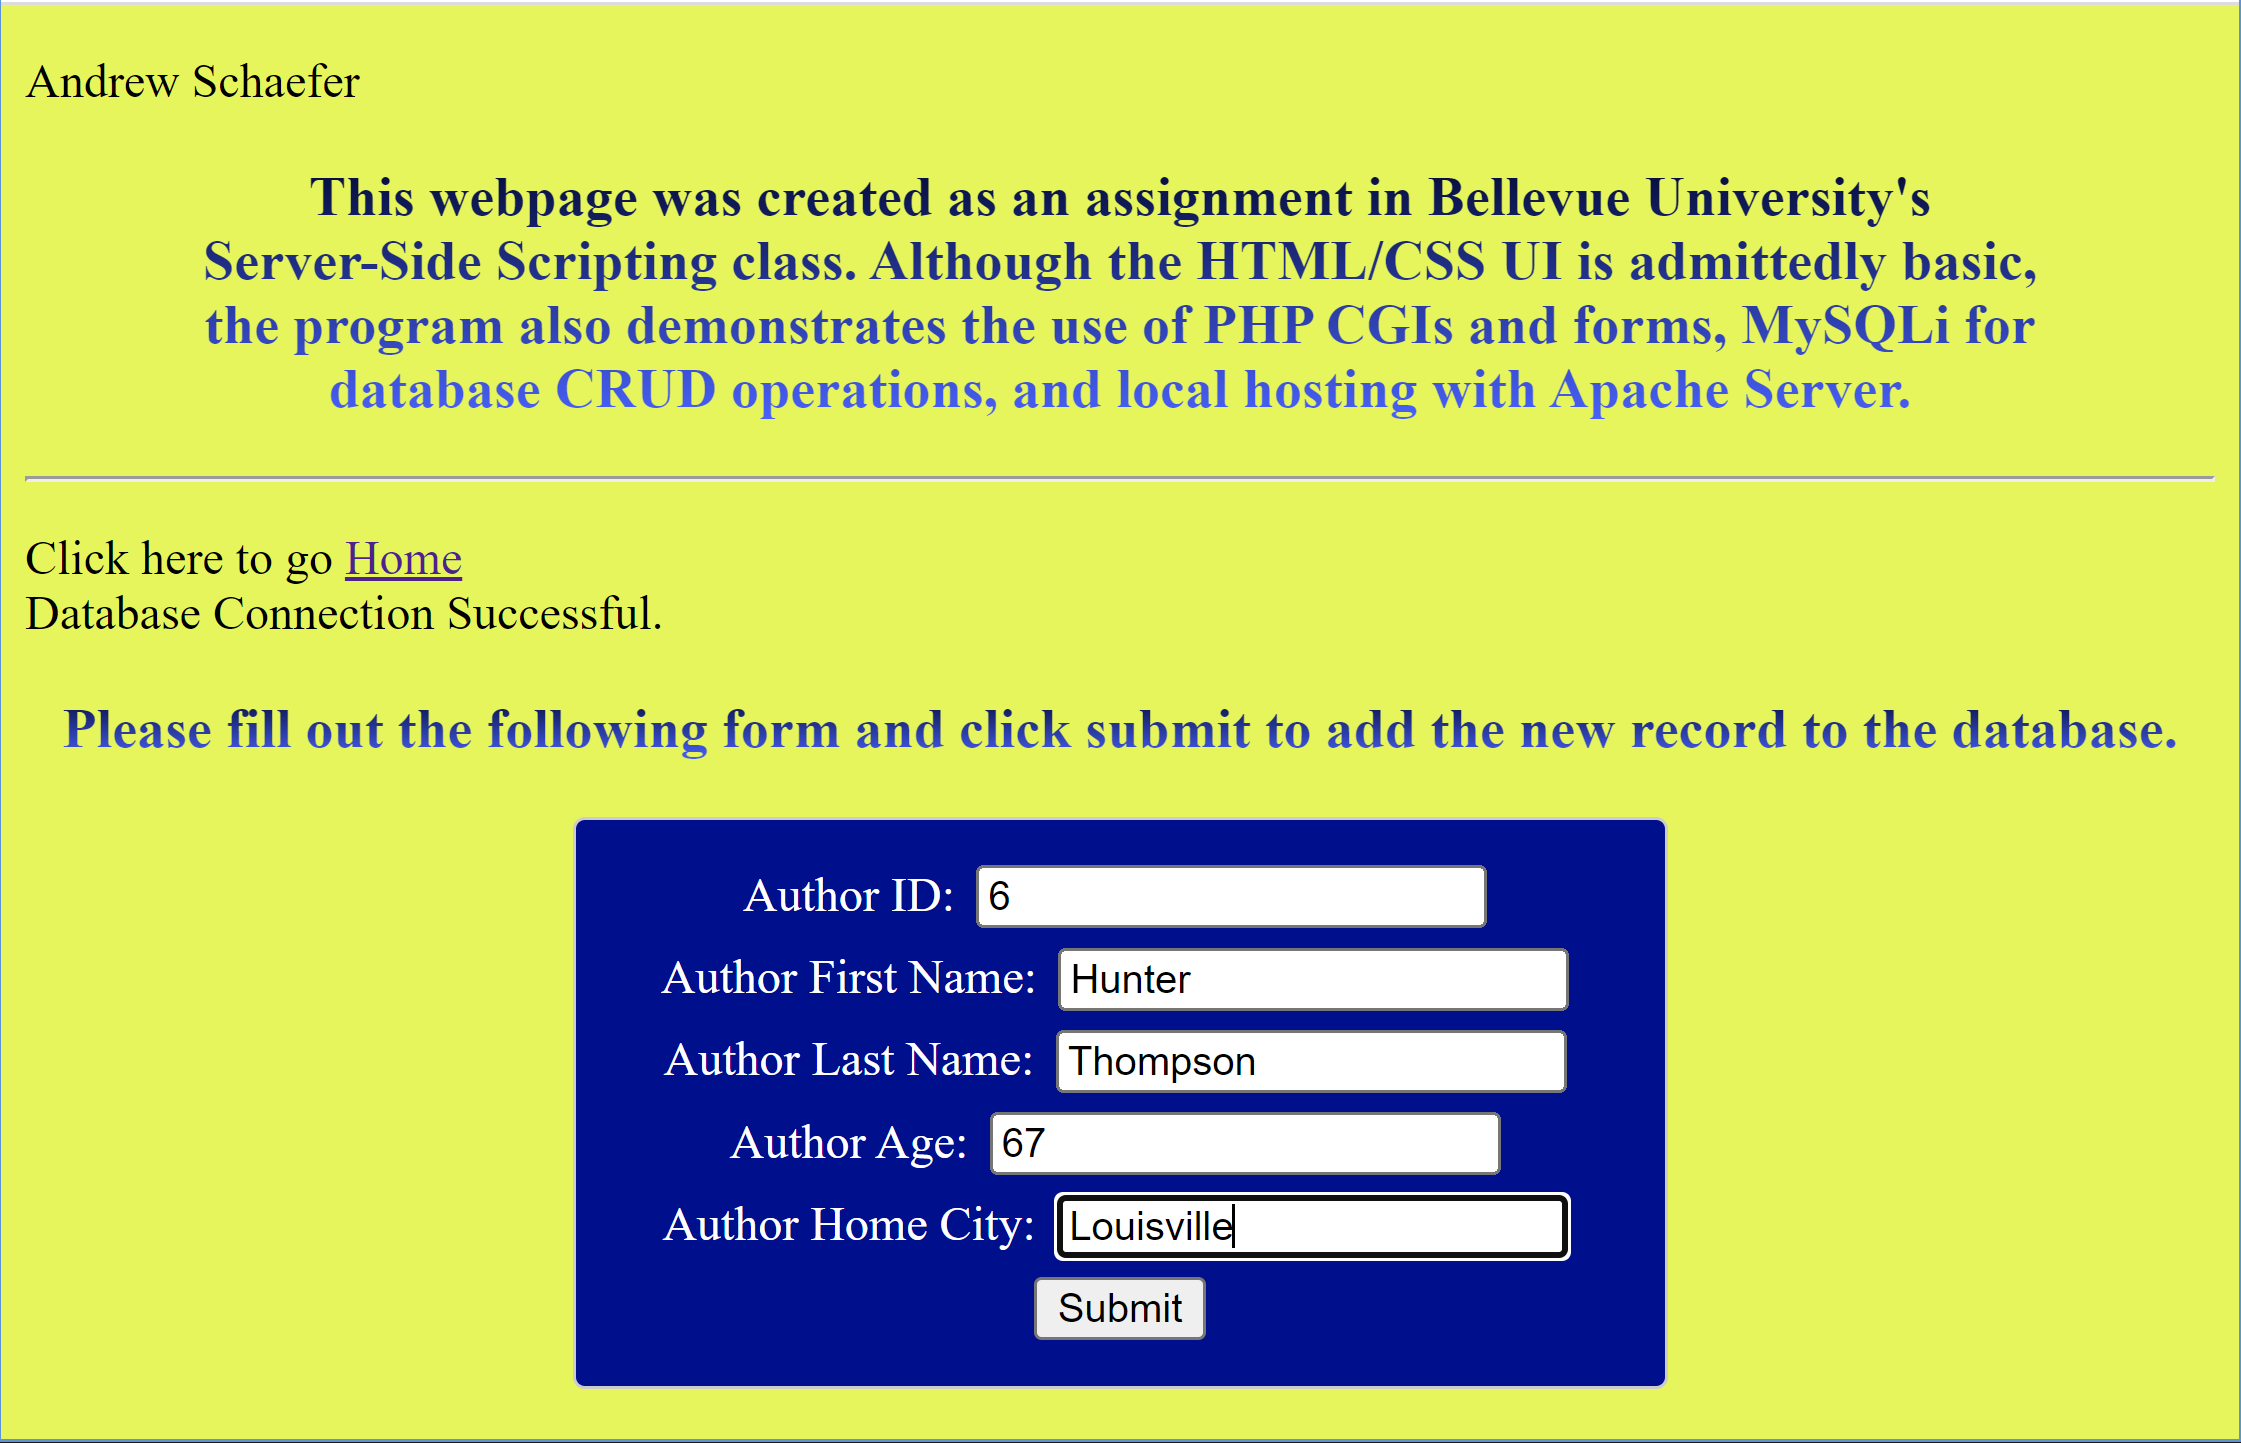 Andrew Schaefer
This webpage was created as an assignment in Bellevue University's
Server-Side Scripting class. Although the HTML/CSS UI is admittedly basic,
the program also demonstrates the use of PHP CGIs and forms, MySQLi for
database CRUD operations, and local hosting with Apache Server.
Click here to go Home
Database Connection Successful.
Please fill out the following form and click submit to add the new record to the database.
Author ID: 6
Author First Name: Hunter
Author Last Name: Thompson
Author Age: 67
Author Home City: Louisville
Submit